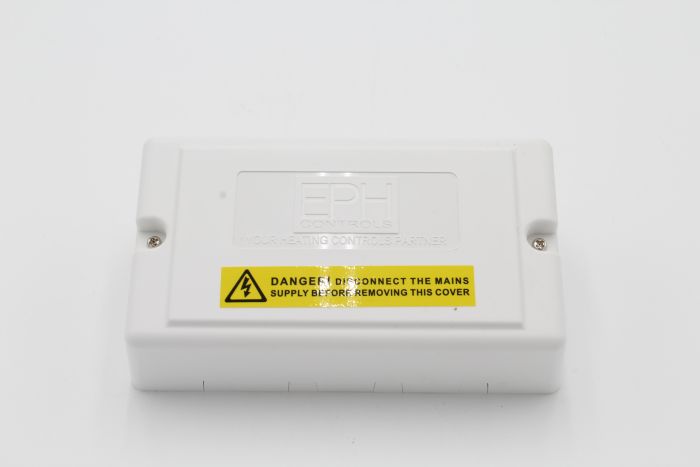 EPH
CONTROLS
YOUR HEATING CONTROLS PARTNER
DANGER! DISCONNECT THE MAINS
SUPPLY BEFORE REMOVING THIS COVER